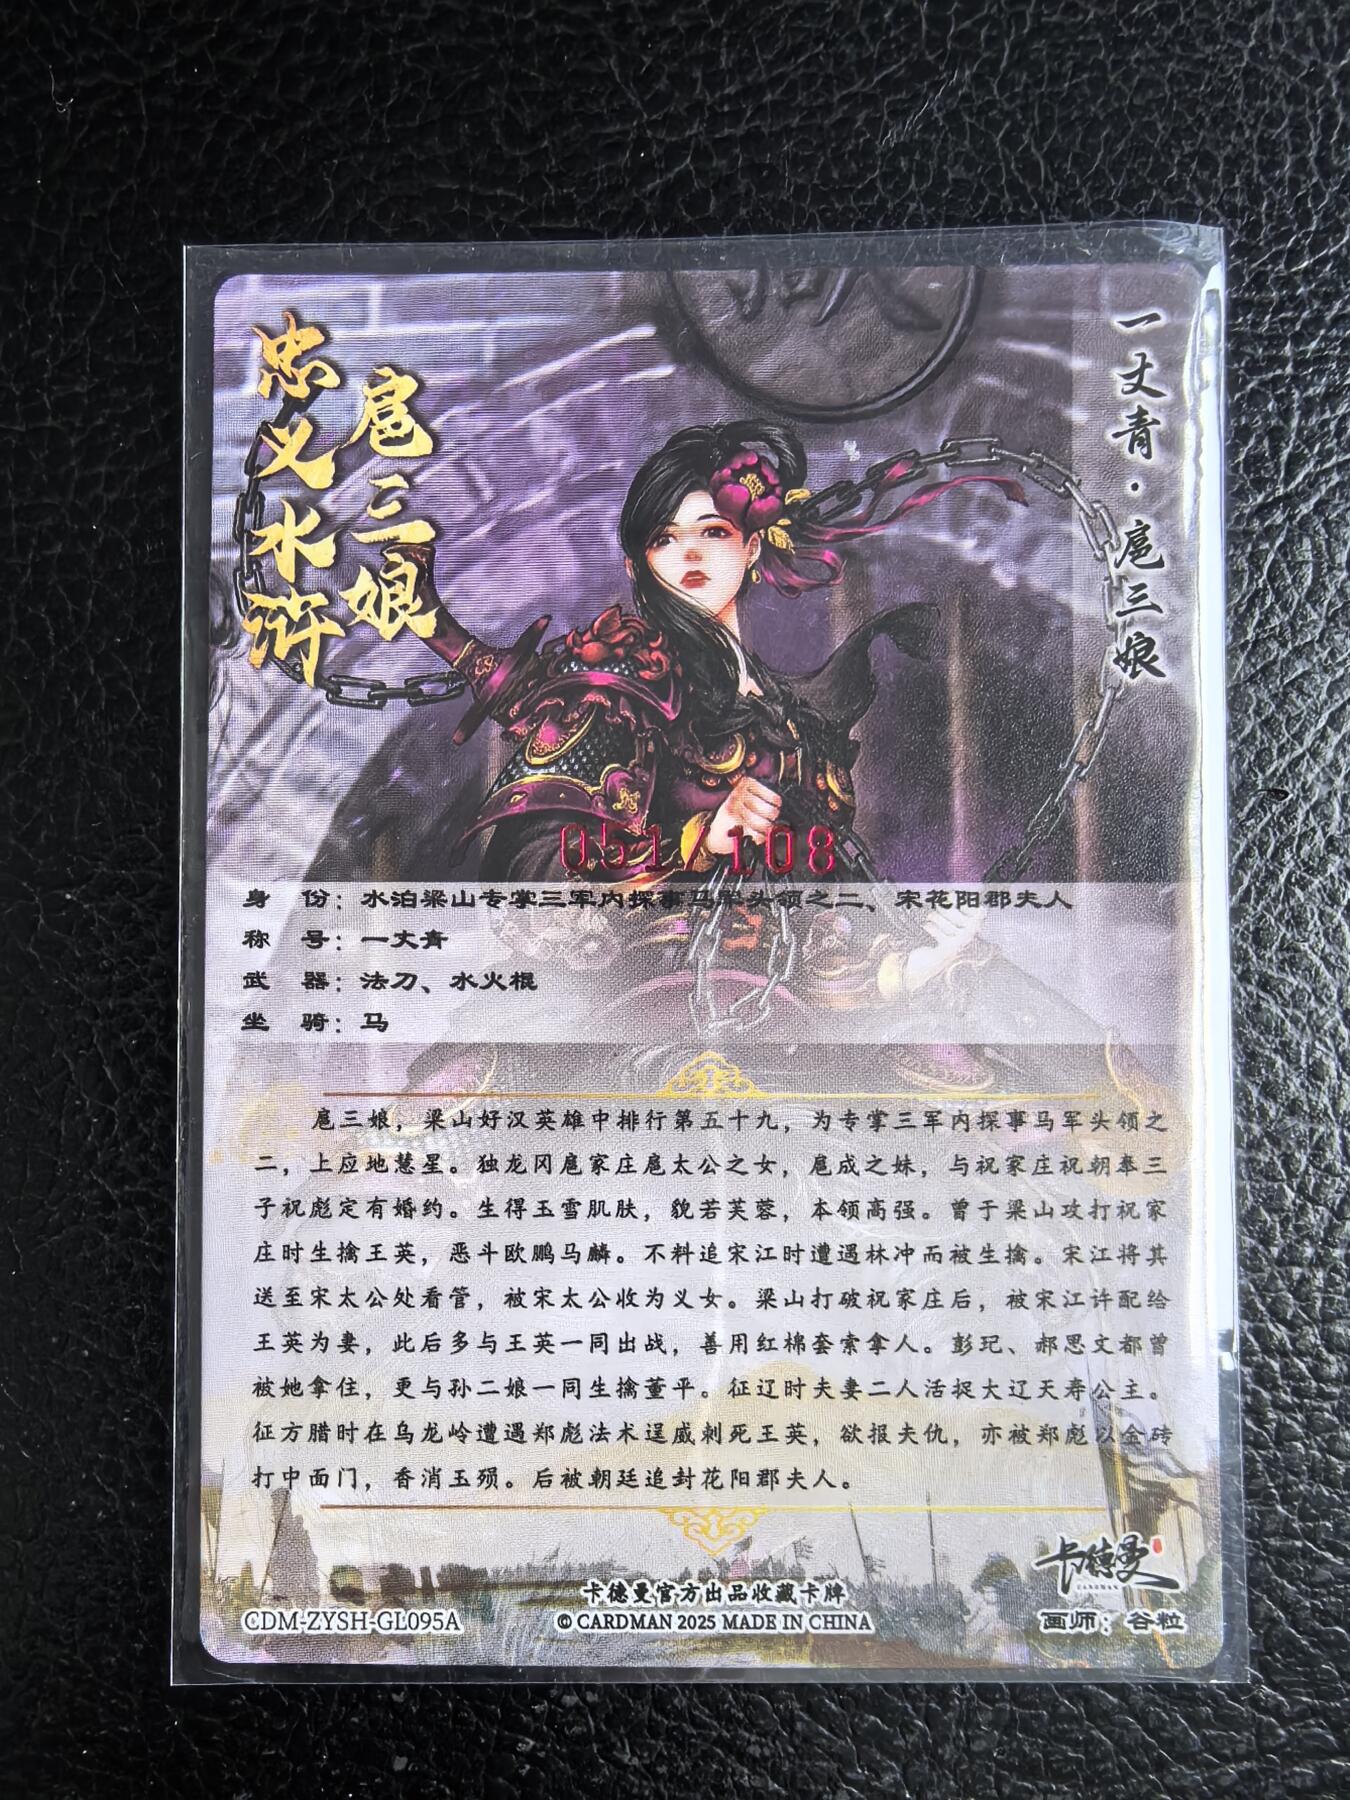 忠义水浒
扈三娘
一丈青·扈三娘
051/108
身 份：水泊梁山专掌三军内探事马军头领之二、宋花阳郡夫人
称 号：一丈青
武 器：法刀、水火棍
坐 骑：马
扈三娘，梁山好汉英雄中排行第五十九，为专掌三军内探事马军头领之
二，上应地慧星。独龙冈扈家庄扈太公之女，扈成之妹，与祝家庄祝朝奉三
子祝彪定有婚约。生得玉雪肌肤，貌若芙蓉，本领高强。曾于梁山攻打祝家
庄时生擒王英，恶斗欧鹏马麟。不料追宋江时遭遇林冲而被生擒。宋江将其
送至宋太公处看管，被宋太公收为义女。梁山打破祝家庄后，被宋江许配给
王英为妻，此后多与王英一同出战，善用红棉套索拿人。彭玘、郝思文都曾
被她拿住，更与孙二娘一同生擒董平。征辽时夫妻二人活捉大辽天寿公主。
征方腊时在乌龙岭遭遇郑彪法术逞威刺死王英，欲报夫仇，亦被郑彪以金砖
打中面门，香消玉殒。后被朝廷追封花阳郡夫人。
卡德曼
CARDMAN
卡德曼官方出品收藏卡牌
CDM-ZYSH-GL095A
© CARDMAN 2025 MADE IN CHINA
画师：谷粒